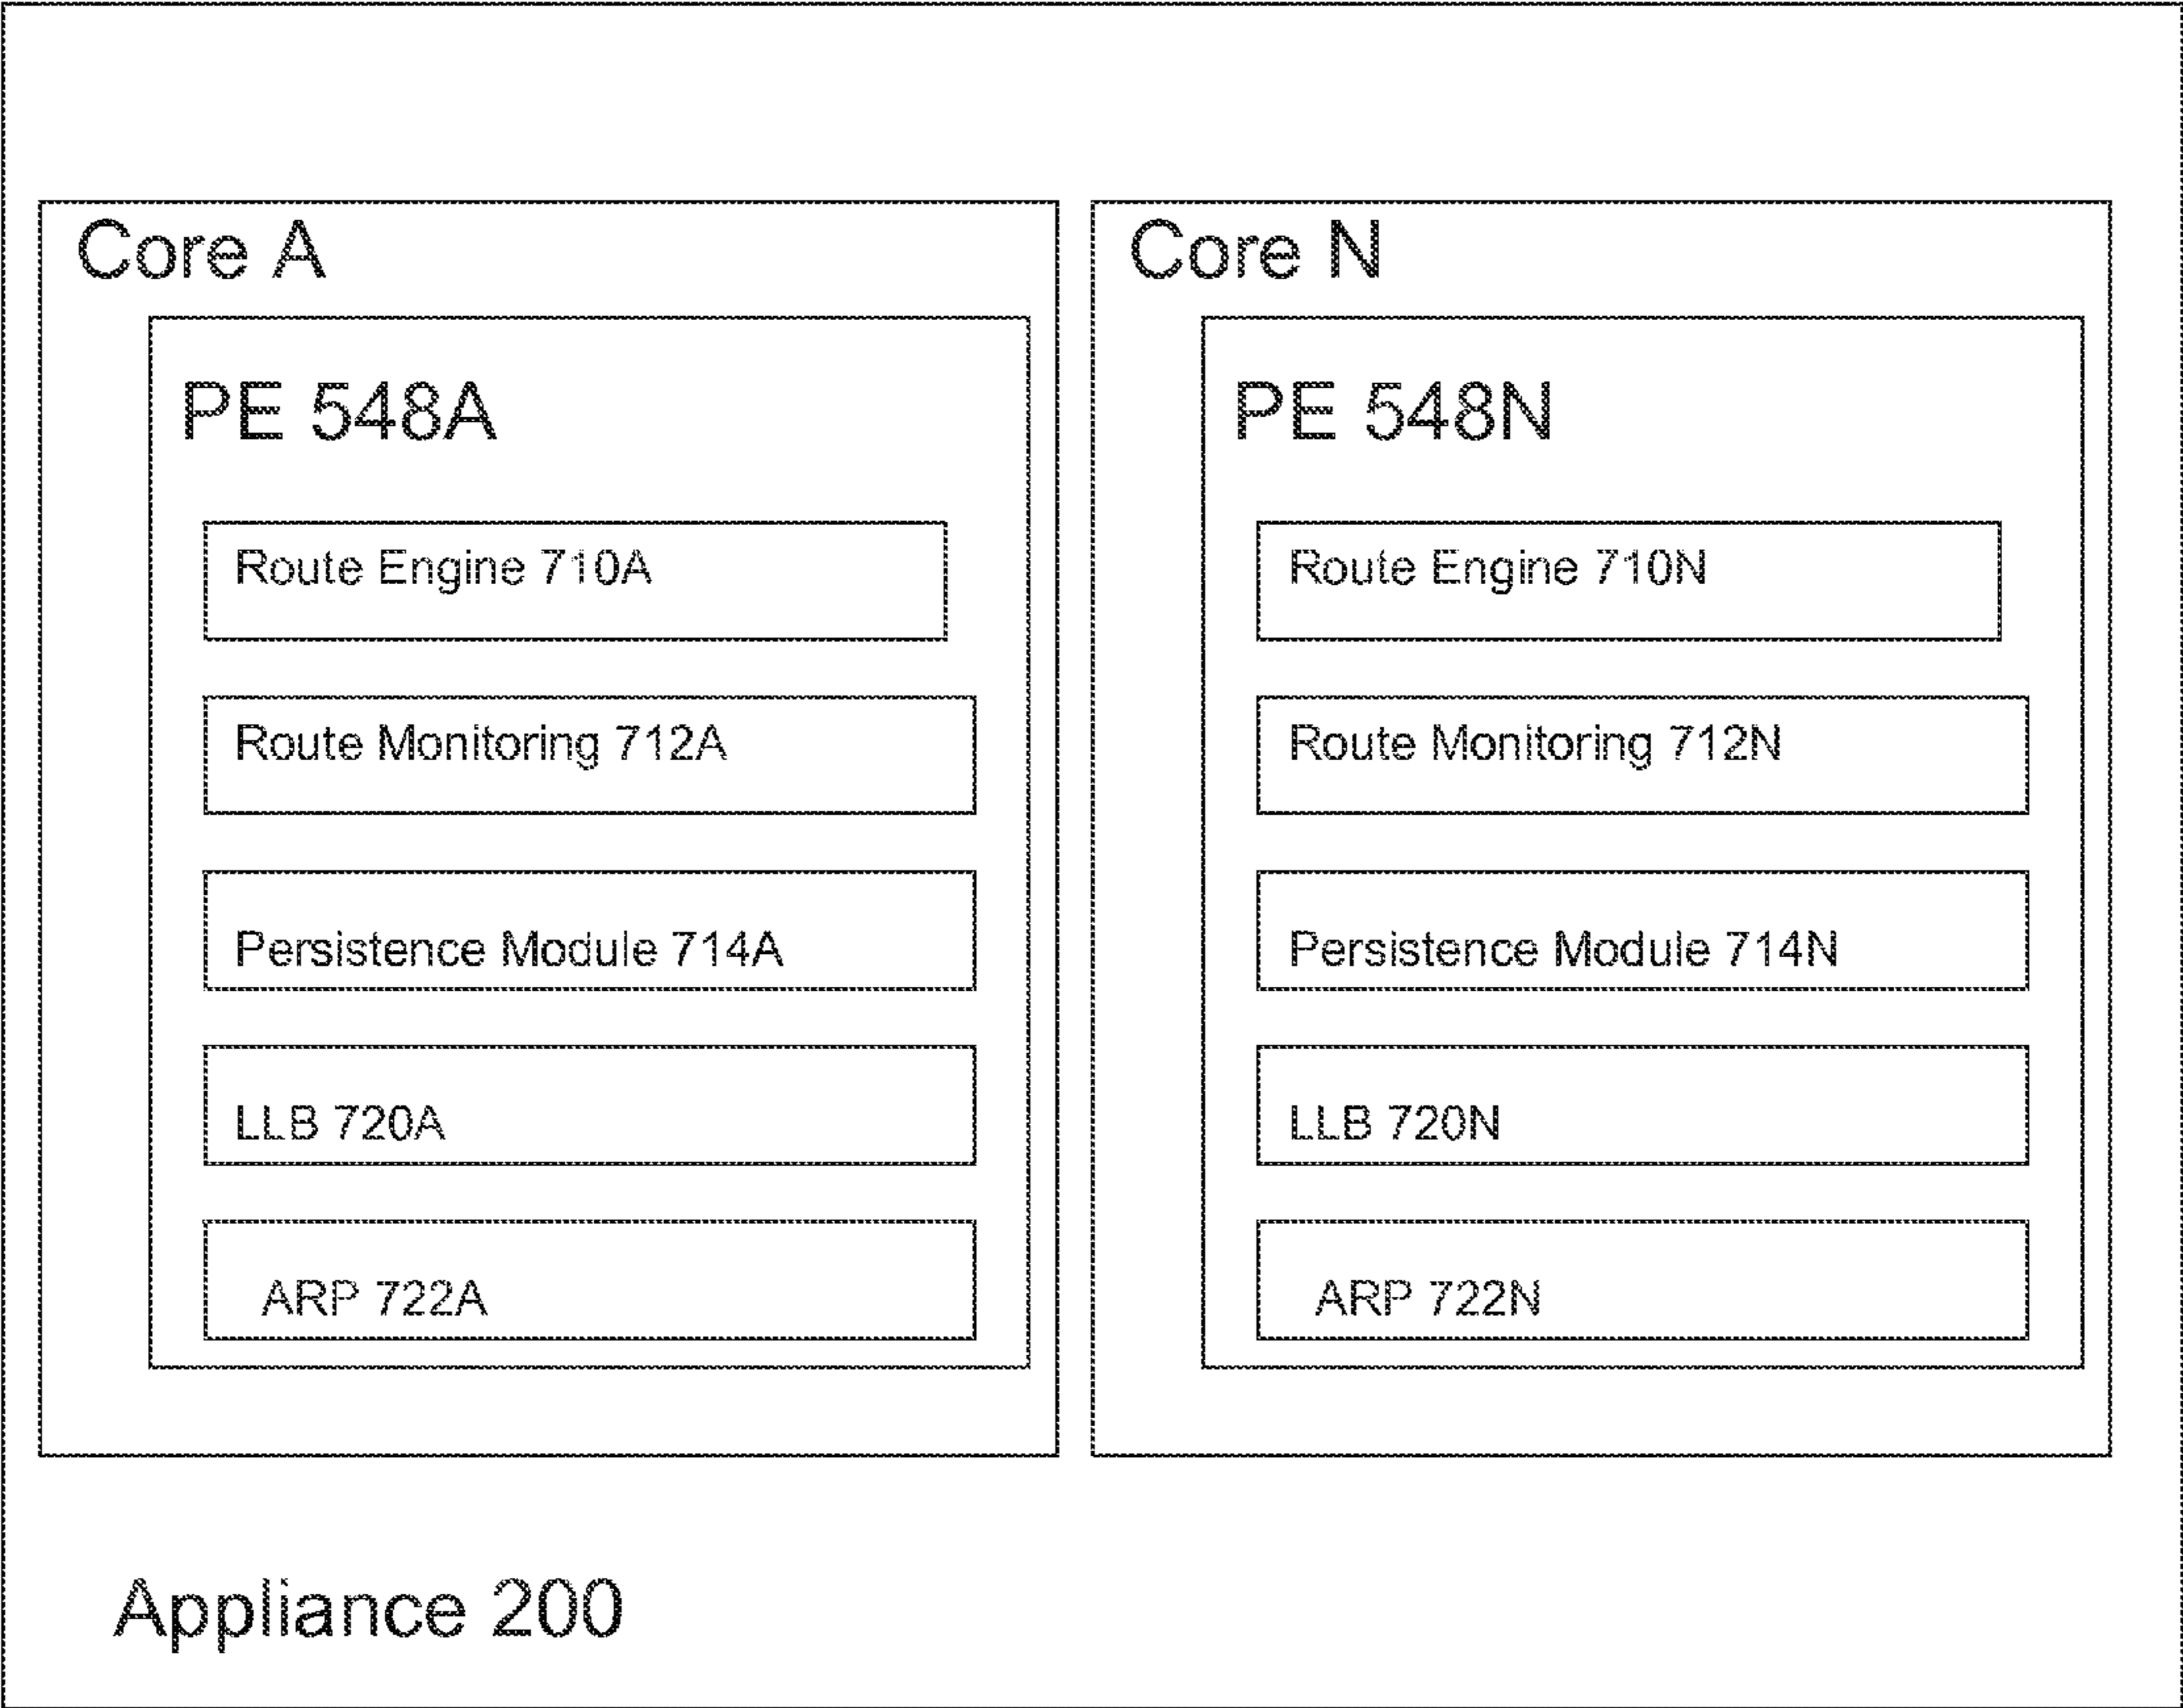 Core A
PE 548A
Route Engine 710A
Route Monitoring 712A
Persistence Module 714A
LLB 720A
ARP 722A
Core N
PE 548N
Route Engine 710N
Route Monitoring 712N
Persistence Module 714N
LLB 720N
ARP 722N
Appliance 200